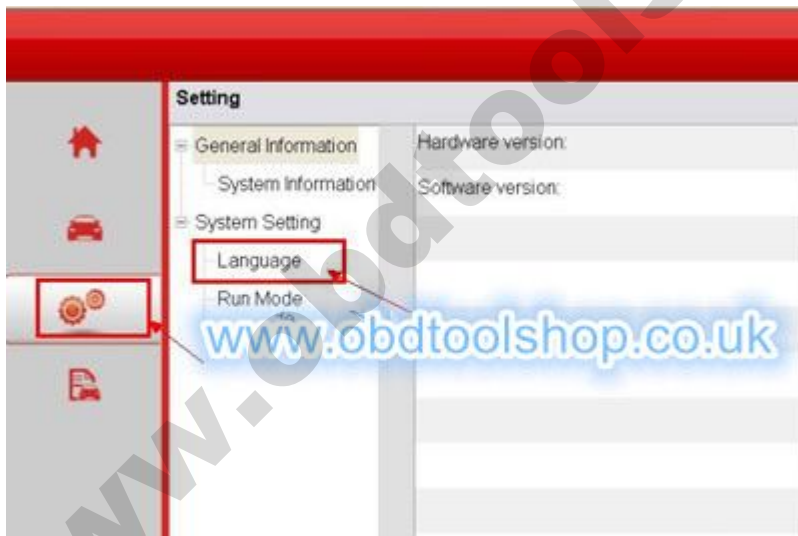 Setting
General Information
Hardware version:
System Information
Software version:
System Setting
Language
Run Mode
www.obdtoolshop.co.uk